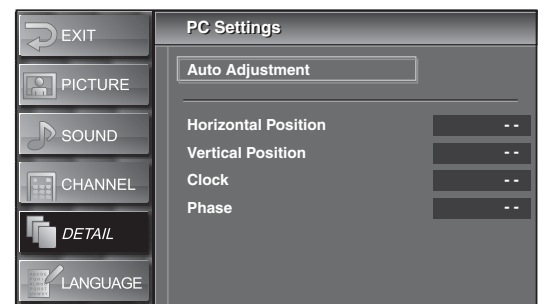 EXIT
PICTURE
SOUND
CHANNEL
DETAIL
LANGUAGE
PC Settings
Auto Adjustment
Horizontal Position - -
Vertical Position - -
Clock - -
Phase - -